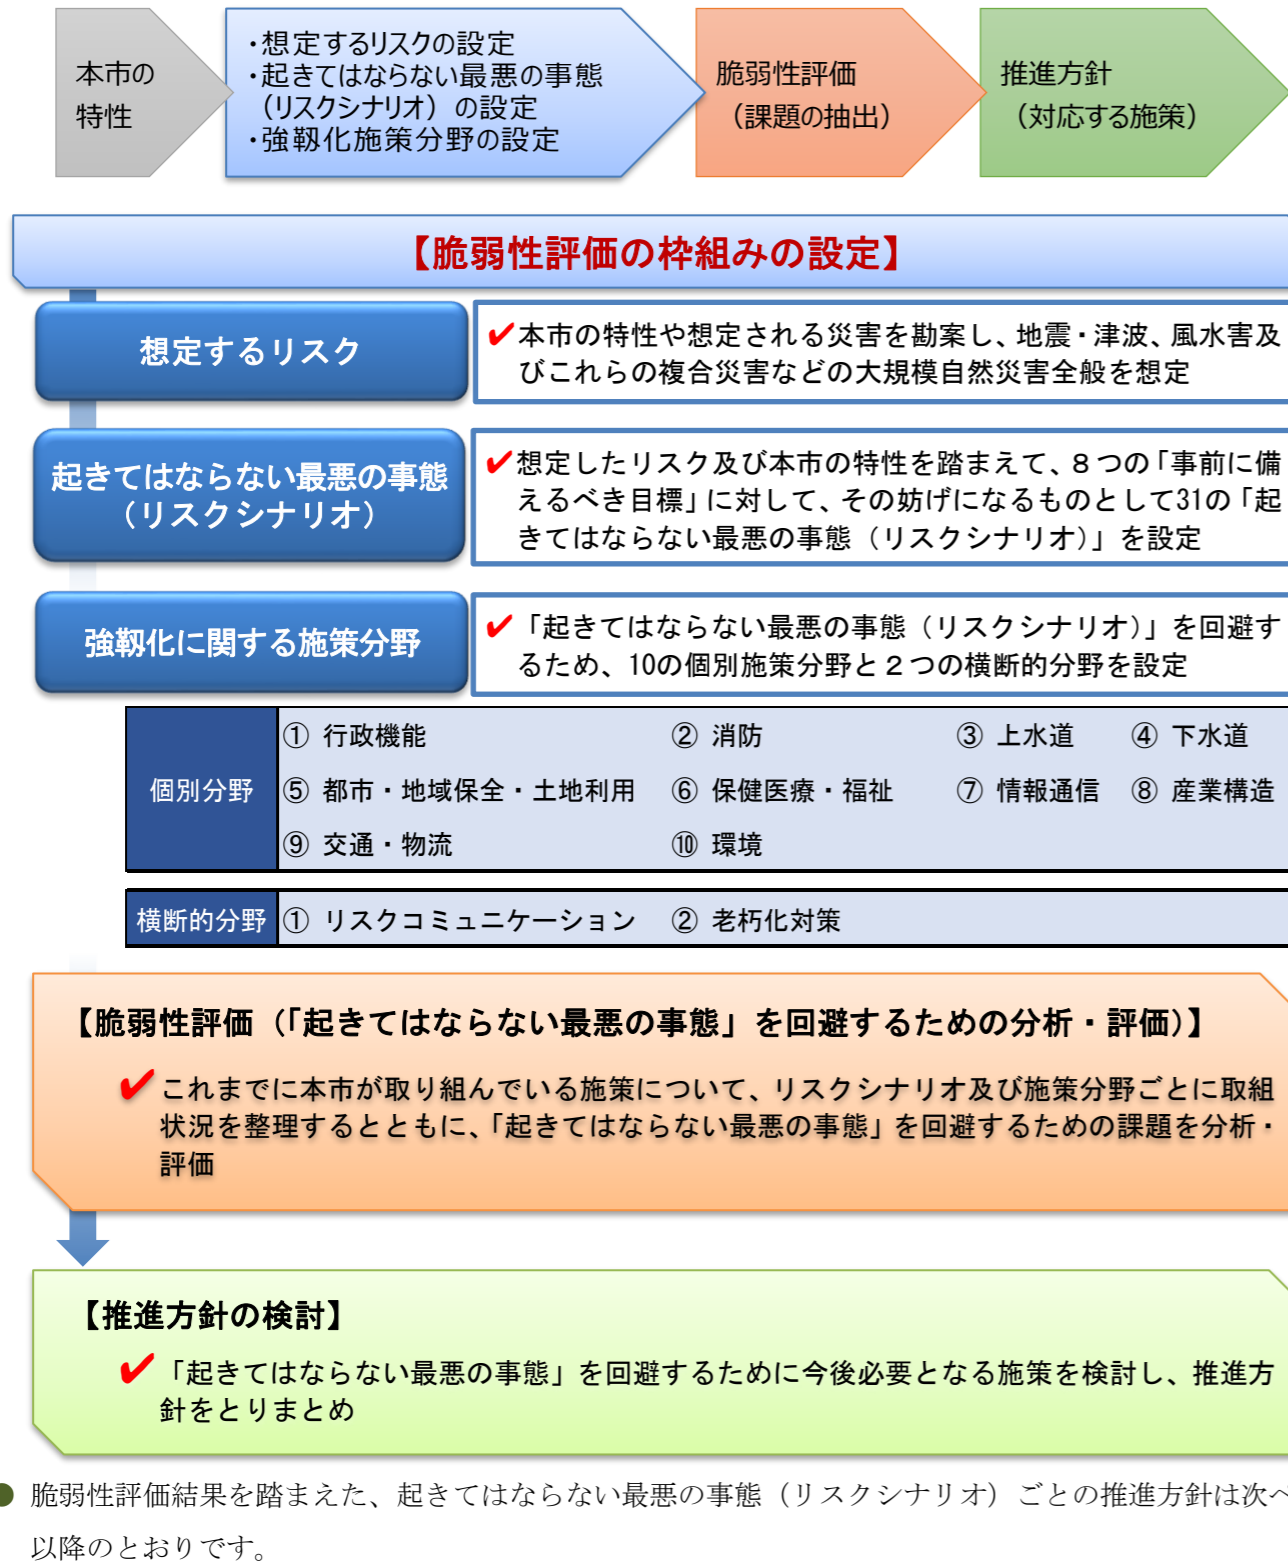 本市の
特性
・想定するリスクの設定
・起きてはならない最悪の事態
（リスクシナリオ）の設定
・強靱化施策分野の設定
脆弱性評価
（課題の抽出）
推進方針
（対応する施策）
【脆弱性評価の枠組みの設定】
想定するリスク
✔本市の特性や想定される災害を勘案し、地震・津波、風水害及
びこれらの複合災害などの大規模自然災害全般を想定
起きてはならない最悪の事態
（リスクシナリオ）
✔想定したリスク及び本市の特性を踏まえて、８つの「事前に備
えるべき目標」に対して、その妨げになるものとして31の「起
きてはならない最悪の事態（リスクシナリオ）」を設定
強靱化に関する施策分野
✔「起きてはならない最悪の事態（リスクシナリオ）」を回避す
るため、10の個別施策分野と２つの横断的分野を設定
個別分野
① 行政機能 ② 消防 ③ 上水道 ④ 下水道
⑤ 都市・地域保全・土地利用 ⑥ 保健医療・福祉 ⑦ 情報通信 ⑧ 産業構造
⑨ 交通・物流 ⑩ 環境
横断的分野 ① リスクコミュニケーション ② 老朽化対策
【脆弱性評価（「起きてはならない最悪の事態」を回避するための分析・評価）】
✔これまでに本市が取り組んでいる施策について、リスクシナリオ及び施策分野ごとに取組
状況を整理するとともに、「起きてはならない最悪の事態」を回避するための課題を分析・
評価
【推進方針の検討】
✔「起きてはならない最悪の事態」を回避するために今後必要となる施策を検討し、推進方
針をとりまとめ
● 脆弱性評価結果を踏まえた、起きてはならない最悪の事態（リスクシナリオ）ごとの推進方針は次ペ
以降のとおりです。